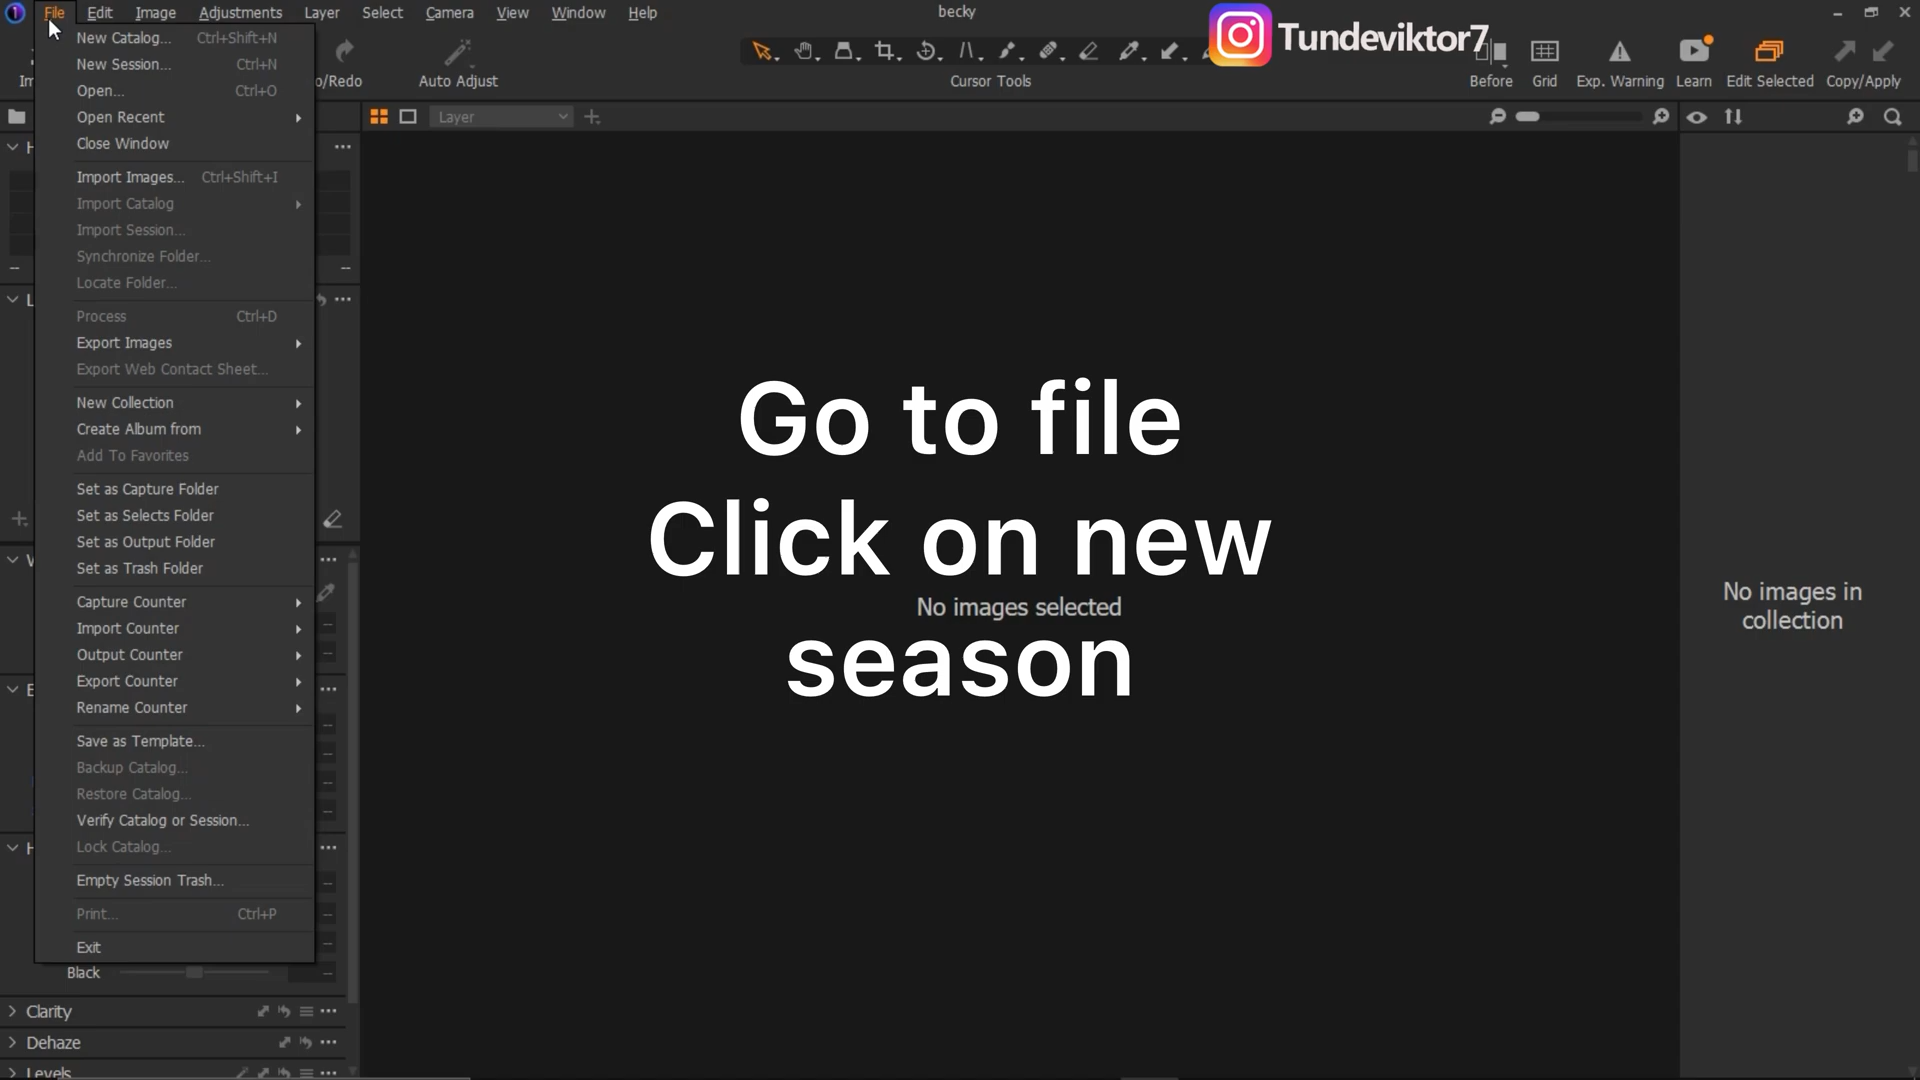 File Edit Image Adjustments Layer Select Camera View Window Help
becky
Tundeviktor7
/Redo
Auto Adjust
Cursor Tools
Before
Grid
Exp. Warning
Learn
Edit Selected
Copy/Apply
Layer
New Catalog... Ctrl+Shift+N
New Session... Ctrl+N
Open... Ctrl+O
Open Recent
Close Window
Import Images... Ctrl+Shift+I
Import Catalog
Import Session...
Synchronize Folder...
Locate Folder...
Process Ctrl+D
Export Images
Export Web Contact Sheet...
New Collection
Create Album from
Add To Favorites
Set as Capture Folder
Set as Selects Folder
Set as Output Folder
Set as Trash Folder
Capture Counter
Import Counter
Output Counter
Export Counter
Rename Counter
Save as Template...
Backup Catalog...
Restore Catalog...
Verify Catalog or Session...
Lock Catalog...
Empty Session Trash...
Print... Ctrl+P
Exit
Black
Clarity
Dehaze
Levels
Go to file
Click on new
season
No images selected
No images in
collection